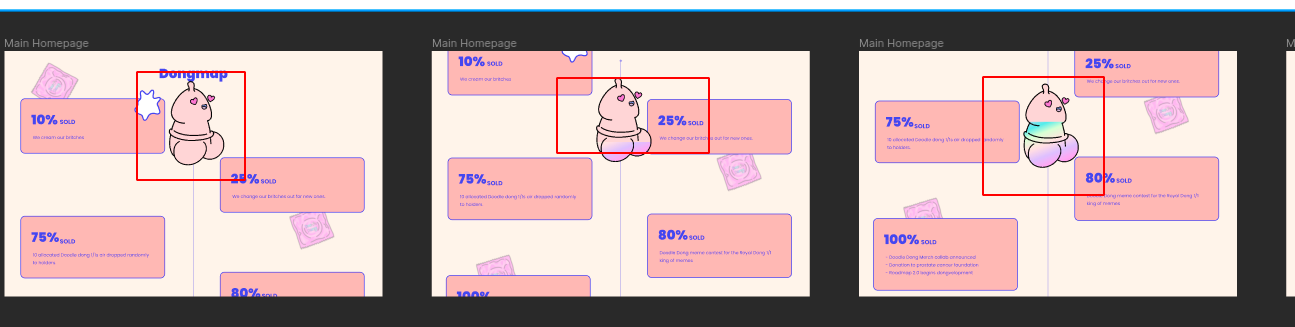 Main Homepage
Dongmap
10% SOLD
We cream our britches
25% SOLD
We change our britches out for new ones.
75% SOLD
10 allocated Doodle dong 1/1s air dropped randomly
to holders.
80% SOLD
Main Homepage
10% SOLD
We cream our britches
25% SOLD
We change our britches out for new ones.
75% SOLD
10 allocated Doodle dong 1/1s air dropped randomly
to holders.
80% SOLD
Doodle Dong meme contest for the Royal Dong 1/1
king of memes
100% SOLD
Main Homepage
25% SOLD
We change our britches out for new ones.
75% SOLD
10 allocated Doodle dong 1/1s air dropped randomly
to holders.
80% SOLD
Doodle Dong meme contest for the Royal Dong 1/1
king of memes
100% SOLD
- Doodle Dong Merch collab announced
- Donation to prostate cancer foundation
- Roadmap 2.0 begins dongvelopment